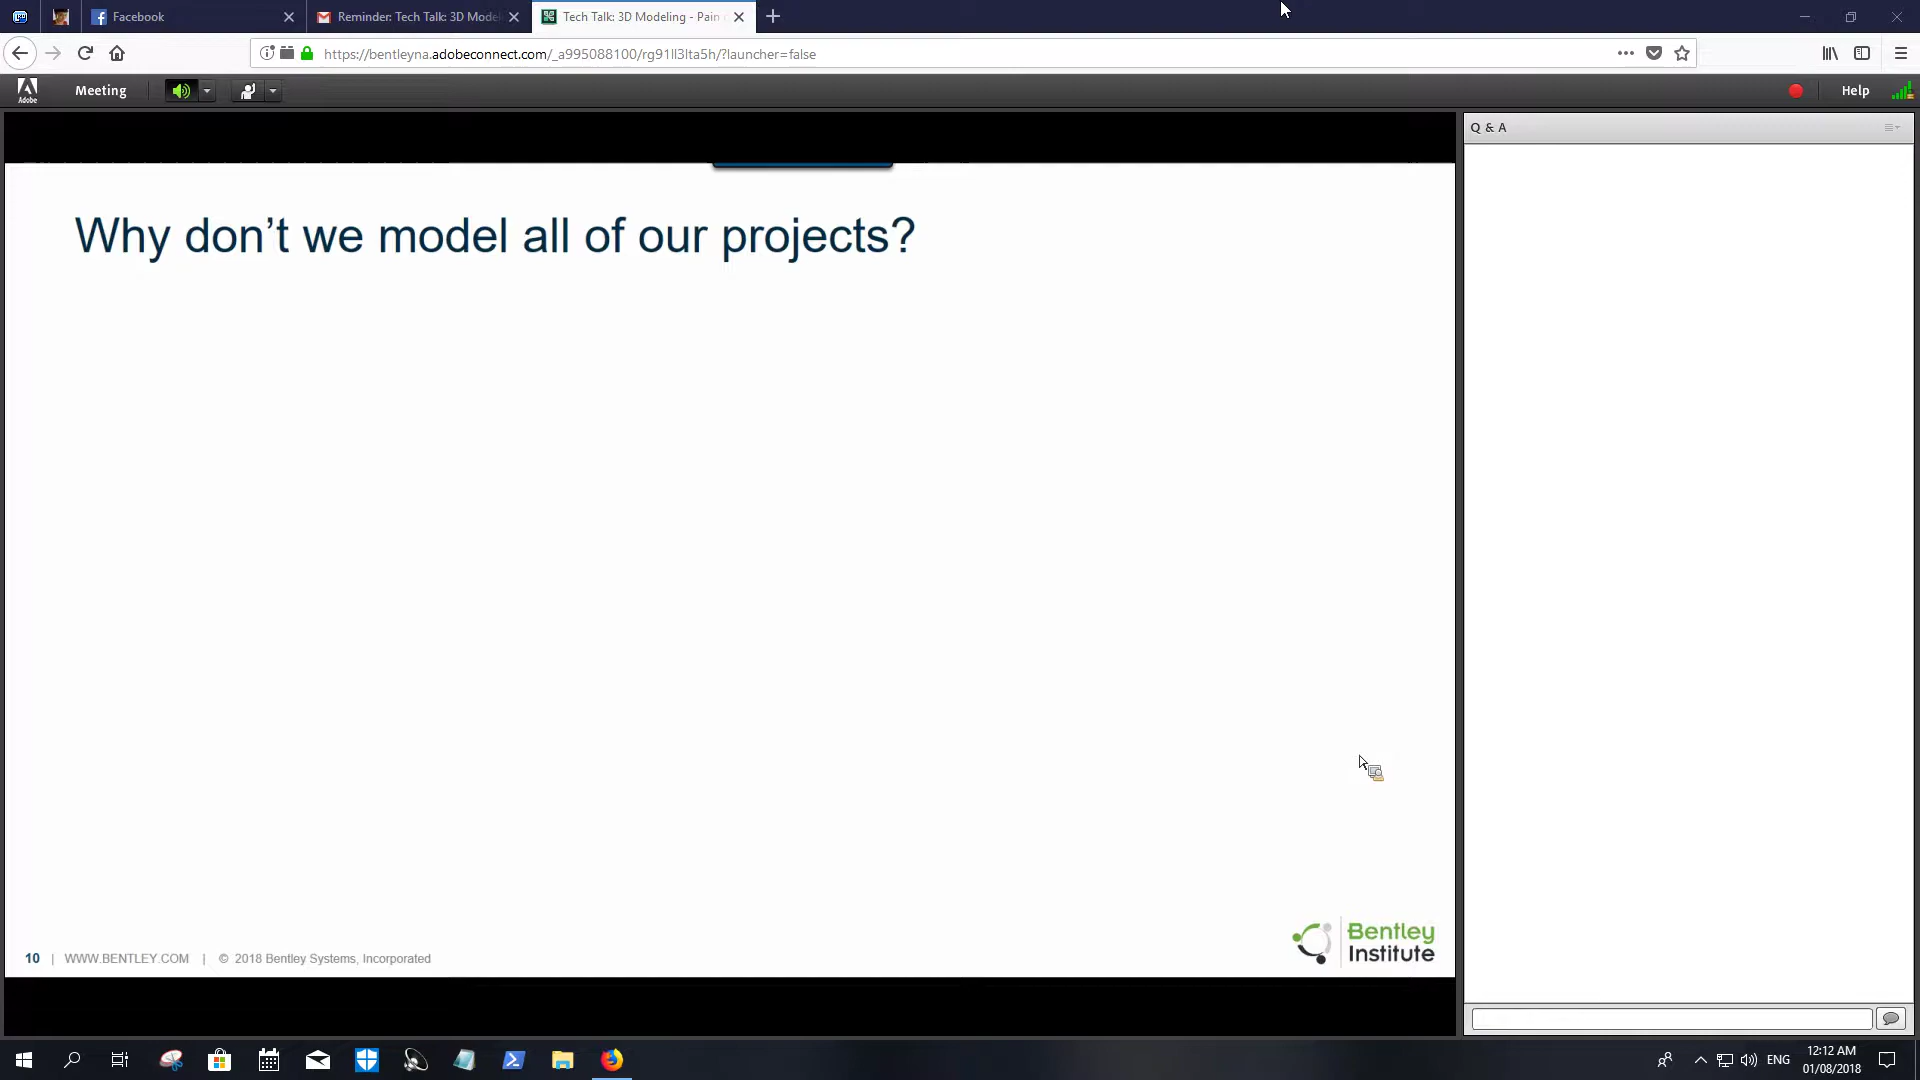 Facebook
Reminder: Tech Talk: 3D Model
Tech Talk: 3D Modeling - Pain
https://bentleyna.adobeconnect.com/_a995088100/rg91ll3lta5h/?launcher=false
Adobe
Meeting
Help
Q & A
Why don't we model all of our projects?
Bentley
Institute
10 | WWW.BENTLEY.COM | © 2018 Bentley Systems, Incorporated
ENG
12:12 AM
01/08/2018